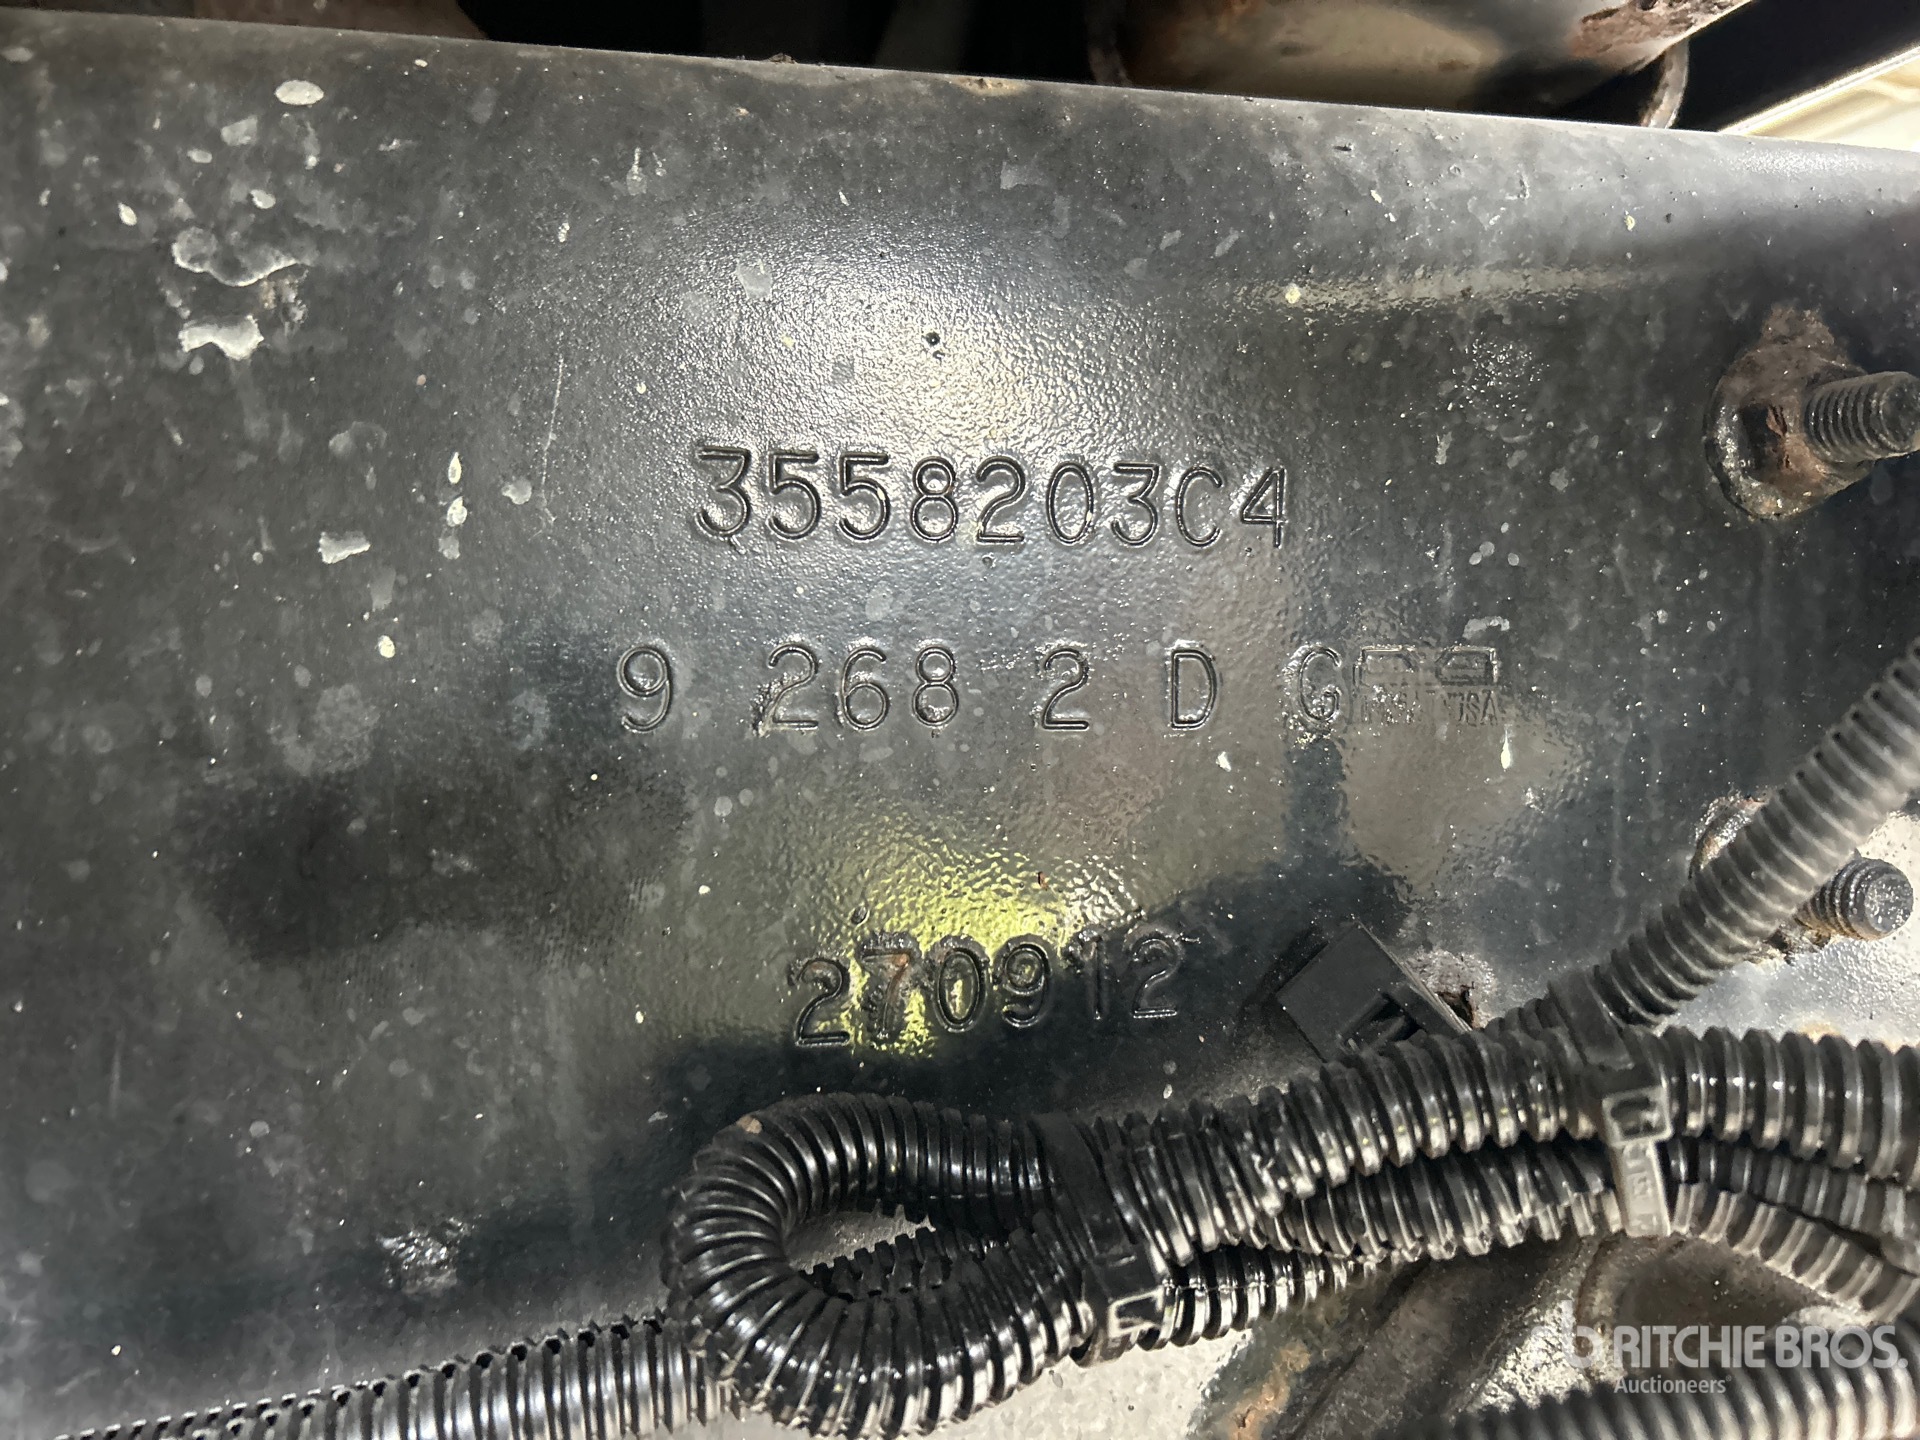 3558203C4
9 268 2 D G
270912
RITCHIE BROS.
Auctioneers